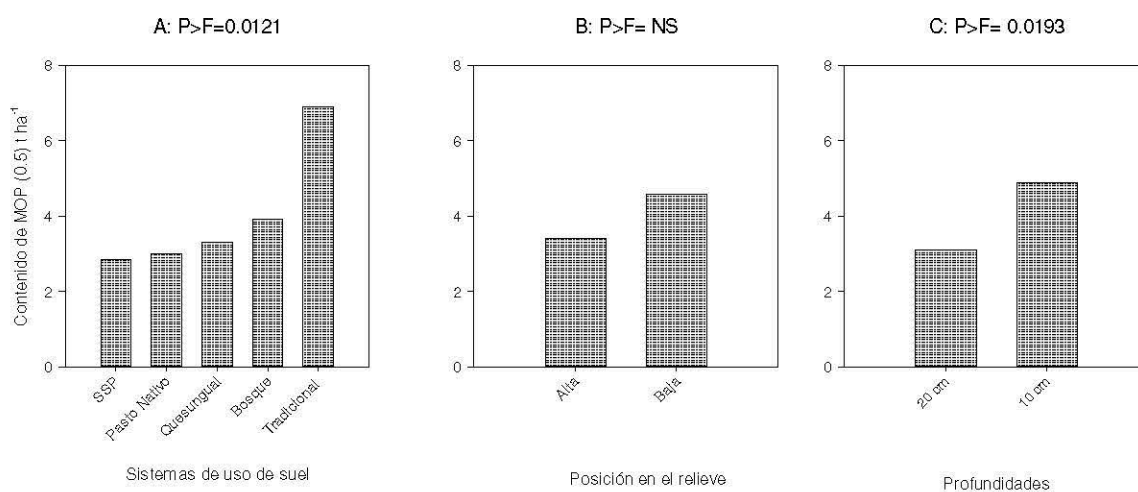 A: P>F=0.0121
B: P>F= NS
C: P>F= 0.0193
Contenido de MOP (0.5) t ha⁻¹
8
6
4
2
0
SSP
Pasto Nativo
Quesungual
Bosque
Tradicional
Sistemas de uso de suel
8
6
4
2
0
Alta
Baja
Posición en el relieve
8
6
4
2
0
20 cm
10 cm
Profundidades